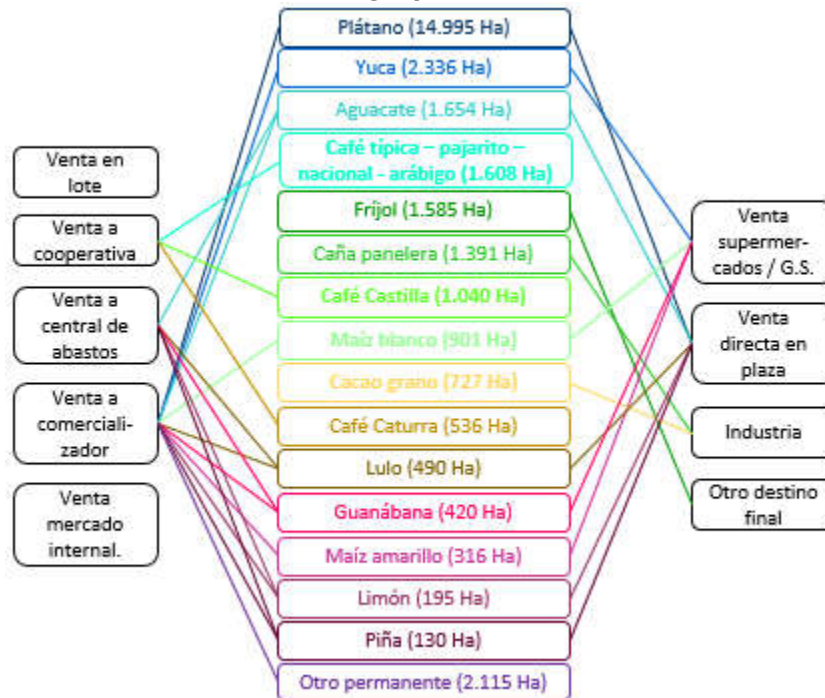 Plátano (14.995 Ha)
Yuca (2.336 Ha)
Aguacate (1.654 Ha)
Café típica – pajarito –
nacional - arábigo (1.608 Ha)
Fríjol (1.585 Ha)
Caña panelera (1.391 Ha)
Café Castilla (1.040 Ha)
Maíz blanco (901 Ha)
Cacao grano (727 Ha)
Café Caturra (536 Ha)
Lulo (490 Ha)
Guanábana (420 Ha)
Maíz amarillo (316 Ha)
Limón (195 Ha)
Piña (130 Ha)
Otro permanente (2.115 Ha)
Venta en
lote
Venta a
cooperativa
Venta a
central de
abastos
Venta a
comerciali-
zador
Venta
mercado
internal.
Venta
supermer-
cados / G.S.
Venta
directa en
plaza
Industria
Otro destino
final